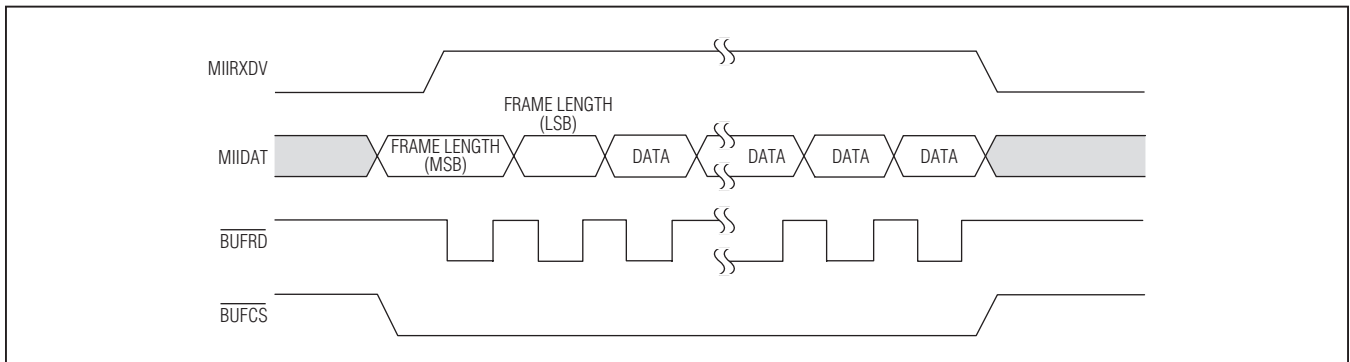 MIIRXDV
FRAME LENGTH
(LSB)
MIIDAT
FRAME LENGTH
(MSB)
DATA
DATA
DATA
DATA
BUFRD
BUFCS